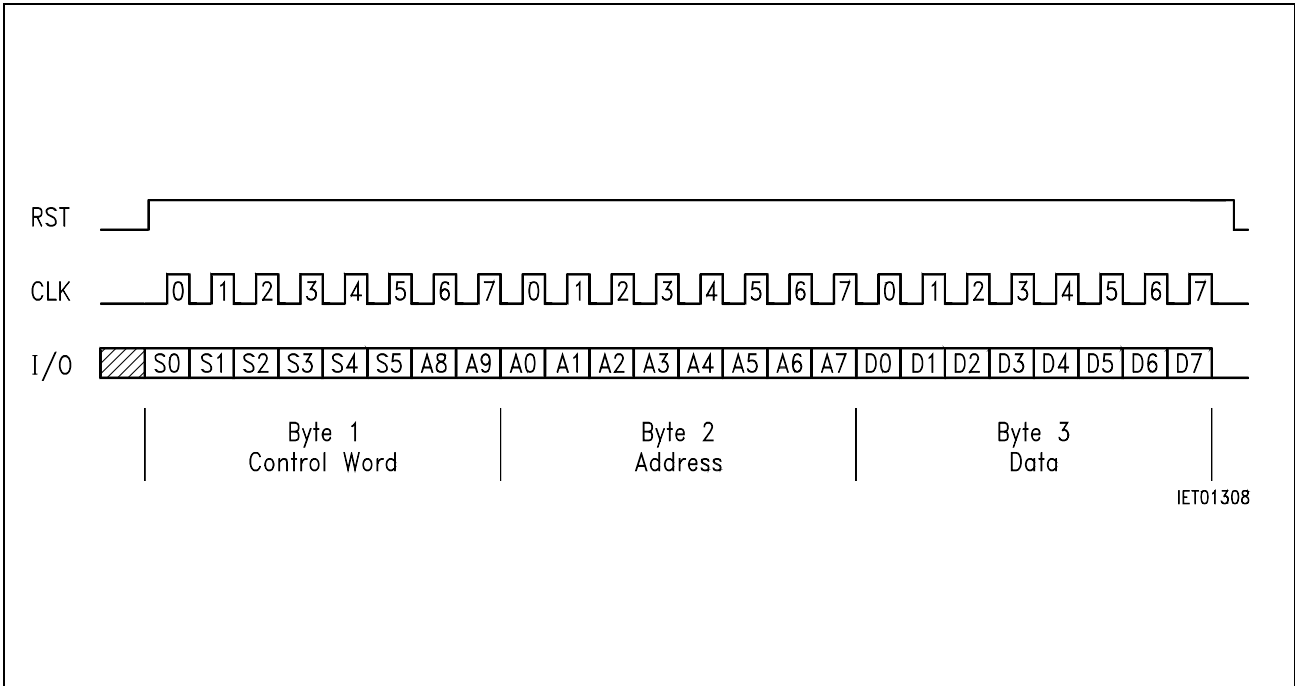 RST
CLK 0 1 2 3 4 5 6 7 0 1 2 3 4 5 6 7 0 1 2 3 4 5 6 7
I/O S0 S1 S2 S3 S4 S5 A8 A9 A0 A1 A2 A3 A4 A5 A6 A7 D0 D1 D2 D3 D4 D5 D6 D7
Byte 1 Byte 2 Byte 3
Control Word Address Data
IET01308